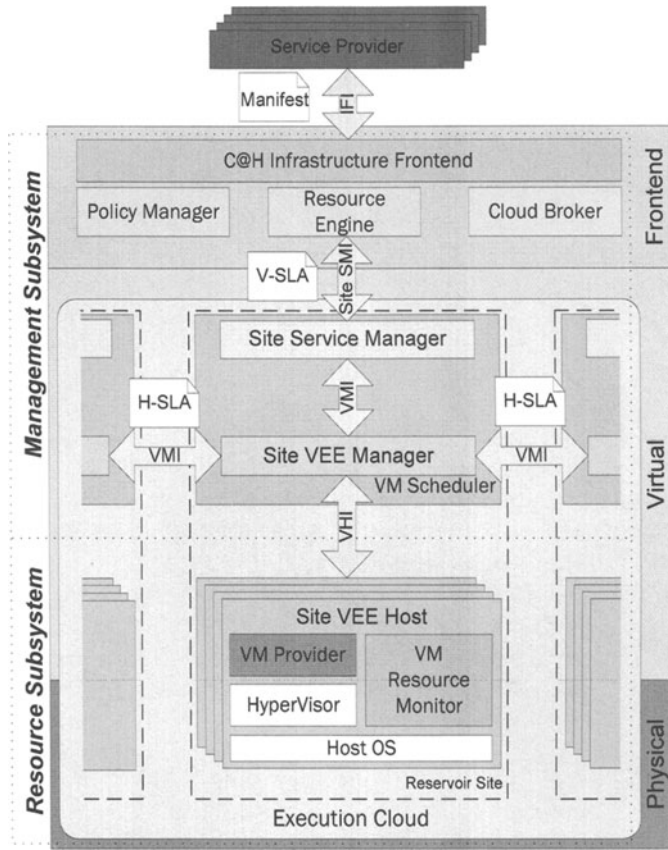 Service Provider
Manifest
IFI
C@H Infrastructure Frontend
Policy Manager
Resource
Engine
Cloud Broker
Frontend
Management Subsystem
V-SLA
Site SMI
Site Service Manager
H-SLA
VMI
H-SLA
VMI
Site VEE Manager
VMI
VM Scheduler
Virtual
VHI
Resource Subsystem
Site VEE Host
VM Provider
VM
Resource
Monitor
HyperVisor
Host OS
Reservoir Site
Execution Cloud
Physical